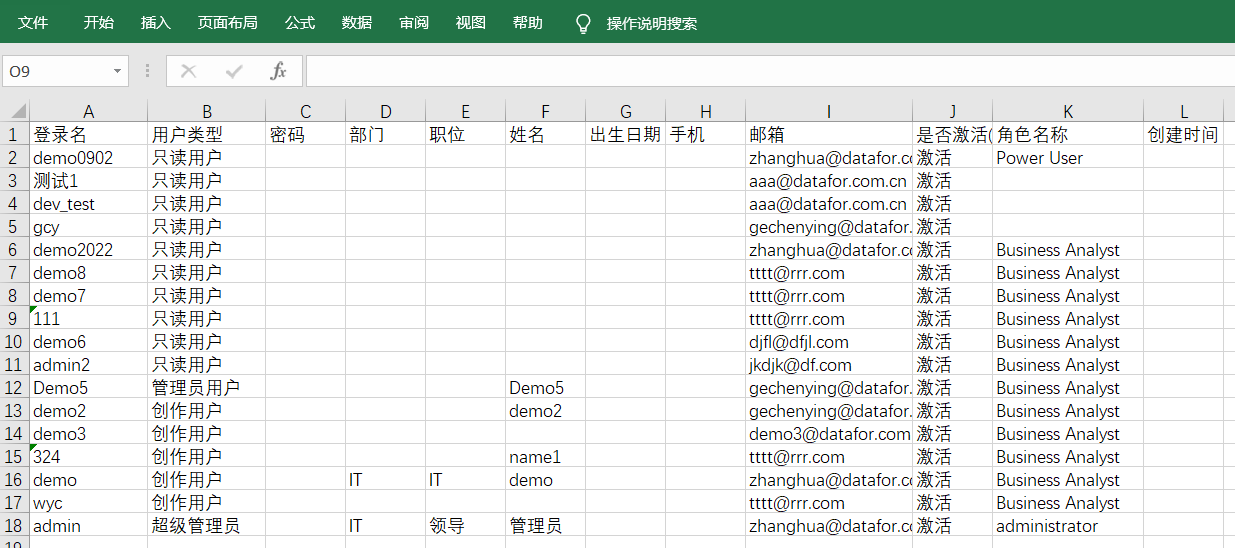 文件 开始 插入 页面布局 公式 数据 审阅 视图 帮助 操作说明搜索
O9 fx
A B C D E F G H I J K L
1 登录名 用户类型 密码 部门 职位 姓名 出生日期 手机 邮箱 是否激活( 角色名称 创建时间
2 demo0902 只读用户 zhanghua@datafor.co 激活 Power User
3 测试1 只读用户 aaa@datafor.com.cn 激活
4 dev_test 只读用户 aaa@datafor.com.cn 激活
5 gcy 只读用户 gechenying@datafor. 激活
6 demo2022 只读用户 zhanghua@datafor.co 激活 Business Analyst
7 demo8 只读用户 tttt@rrr.com 激活 Business Analyst
8 demo7 只读用户 tttt@rrr.com 激活 Business Analyst
9 111 只读用户 tttt@rrr.com 激活 Business Analyst
10 demo6 只读用户 djfl@dfjl.com 激活 Business Analyst
11 admin2 只读用户 jkdjk@df.com 激活 Business Analyst
12 Demo5 管理员用户 Demo5 gechenying@datafor. 激活 Business Analyst
13 demo2 创作用户 demo2 gechenying@datafor. 激活 Business Analyst
14 demo3 创作用户 demo3@datafor.com 激活 Business Analyst
15 324 创作用户 name1 tttt@rrr.com 激活 Business Analyst
16 demo 创作用户 IT IT demo zhanghua@datafor.co 激活 Business Analyst
17 wyc 创作用户 tttt@rrr.com 激活 Business Analyst
18 admin 超级管理员 IT 领导 管理员 zhanghua@datafor.co 激活 administrator